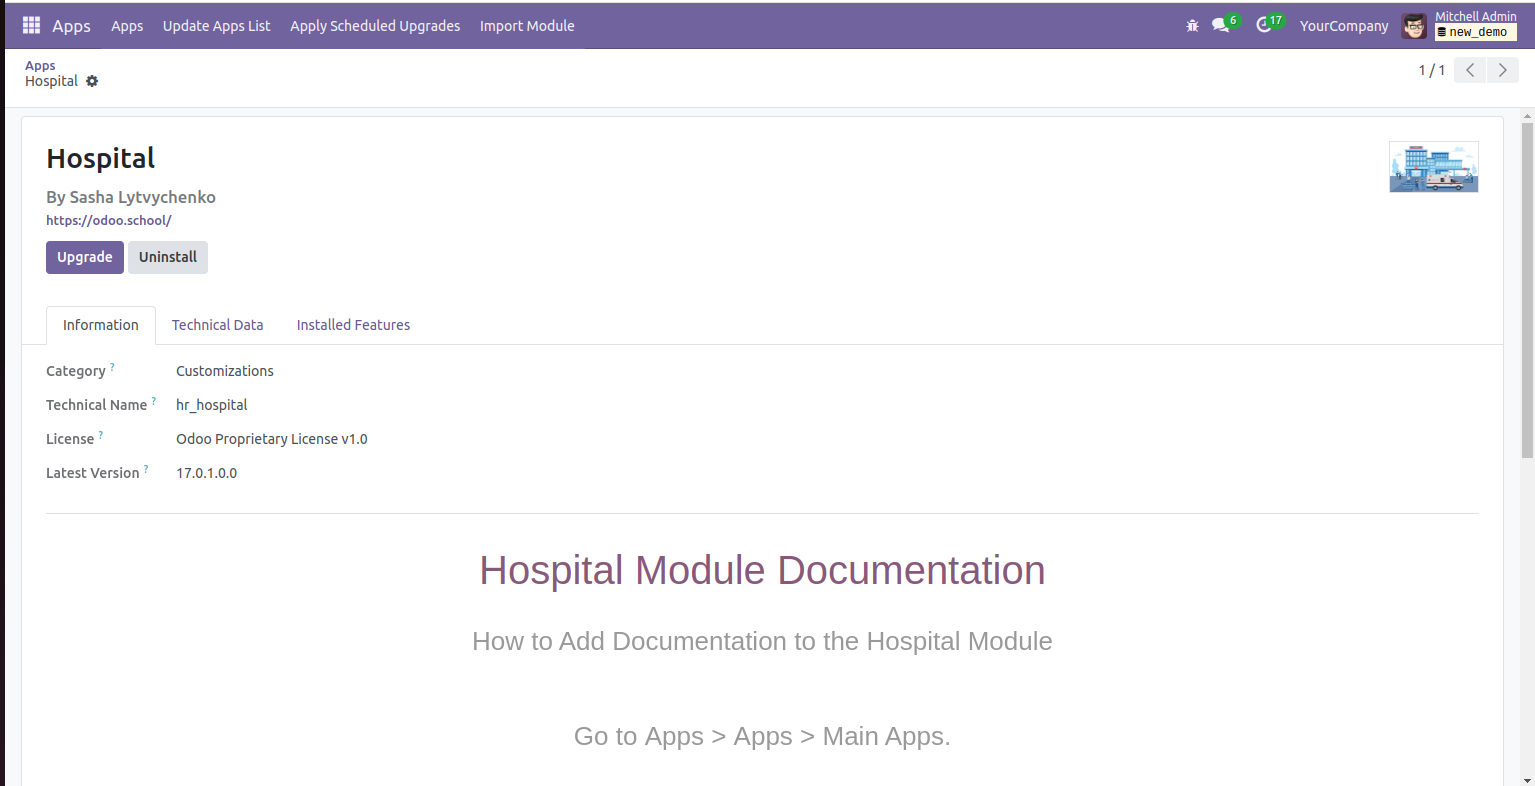 Apps Apps Update Apps List Apply Scheduled Upgrades Import Module 6 17 YourCompany Mitchell Admin
new_demo
Apps
Hospital 1 / 1
Hospital
By Sasha Lytvychenko
https://odoo.school/
Upgrade Uninstall
Information Technical Data Installed Features
Category ? Customizations
Technical Name ? hr_hospital
License ? Odoo Proprietary License v1.0
Latest Version ? 17.0.1.0.0
Hospital Module Documentation
How to Add Documentation to the Hospital Module
Go to Apps > Apps > Main Apps.